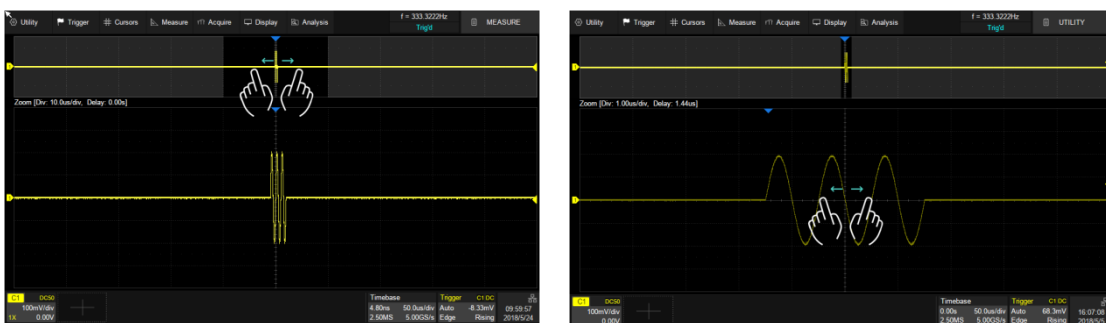 Utility Trigger Cursors Measure Acquire Display Analysis
f = 333.3222Hz
Trig'd
MEASURE
Zoom [Div: 10.0us/div, Delay: 0.00s]
C1 DC50
100mV/div
1X 0.00V
Timebase
4.80ns 50.0us/div
2.50MS 5.00GS/s
Trigger C1 DC
Auto -8.33mV
Edge Rising
09:59:57
2018/5/24
Utility Trigger Cursors Measure Acquire Display Analysis
f = 333.3222Hz
Trig'd
UTILITY
Zoom [Div: 1.00us/div, Delay: 1.44us]
C1 DC50
100mV/div
0.00V
Timebase
0.00s 50.0us/div
2.50MS 5.00GS/s
Trigger C1 DC
Auto 68.3mV
Edge Rising
16:07:08